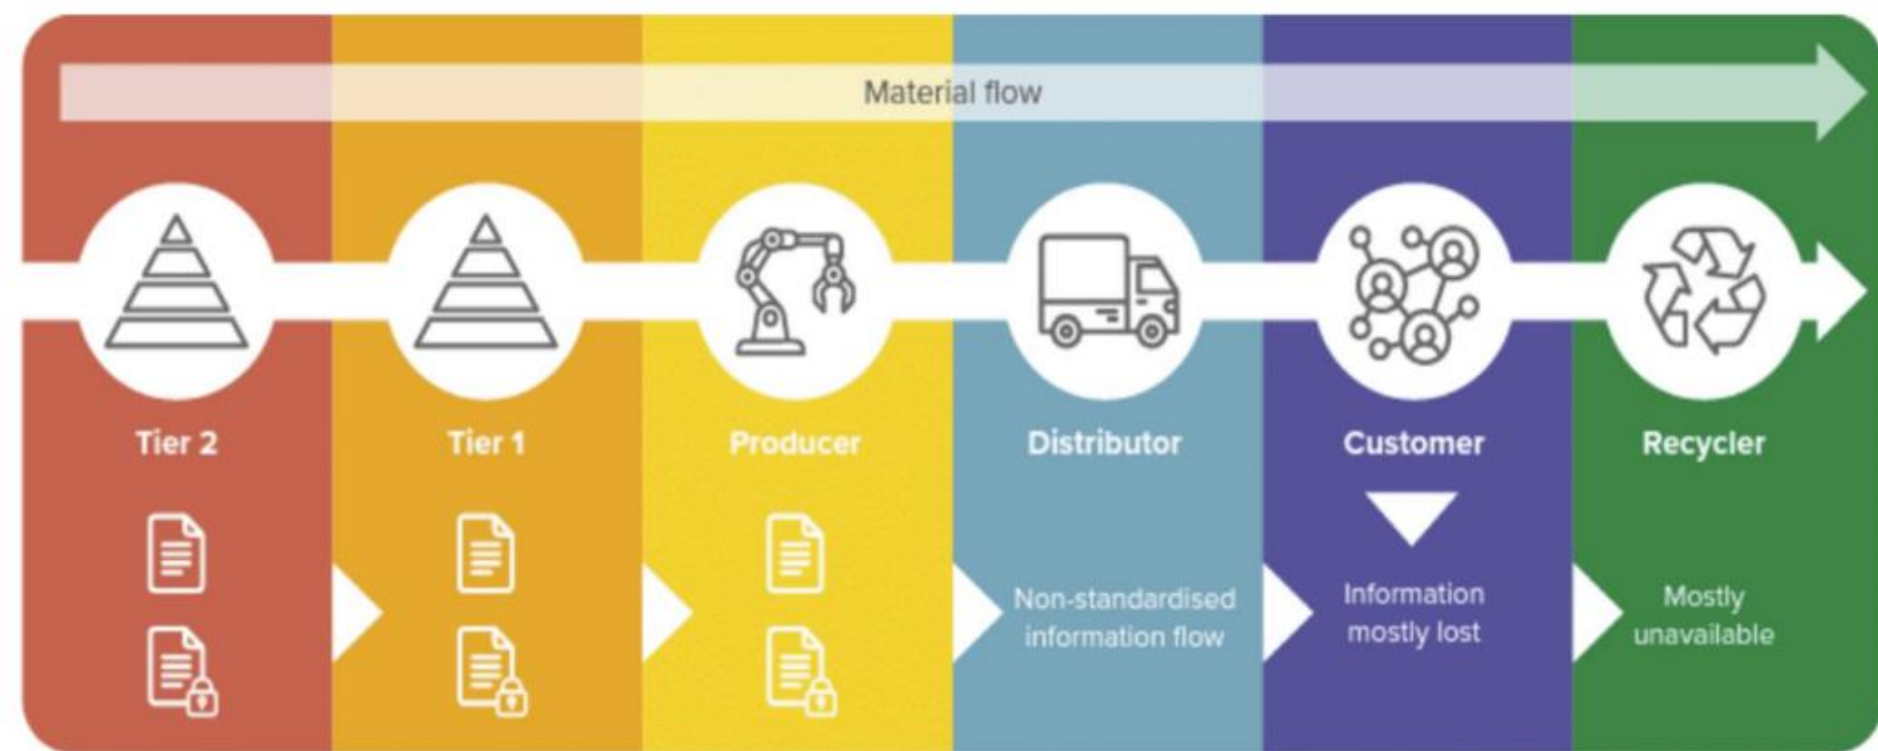 Material flow
Tier 2
Tier 1
Producer
Distributor
Customer
Recycler
Non-standardised
information flow
Information
mostly lost
Mostly
unavailable